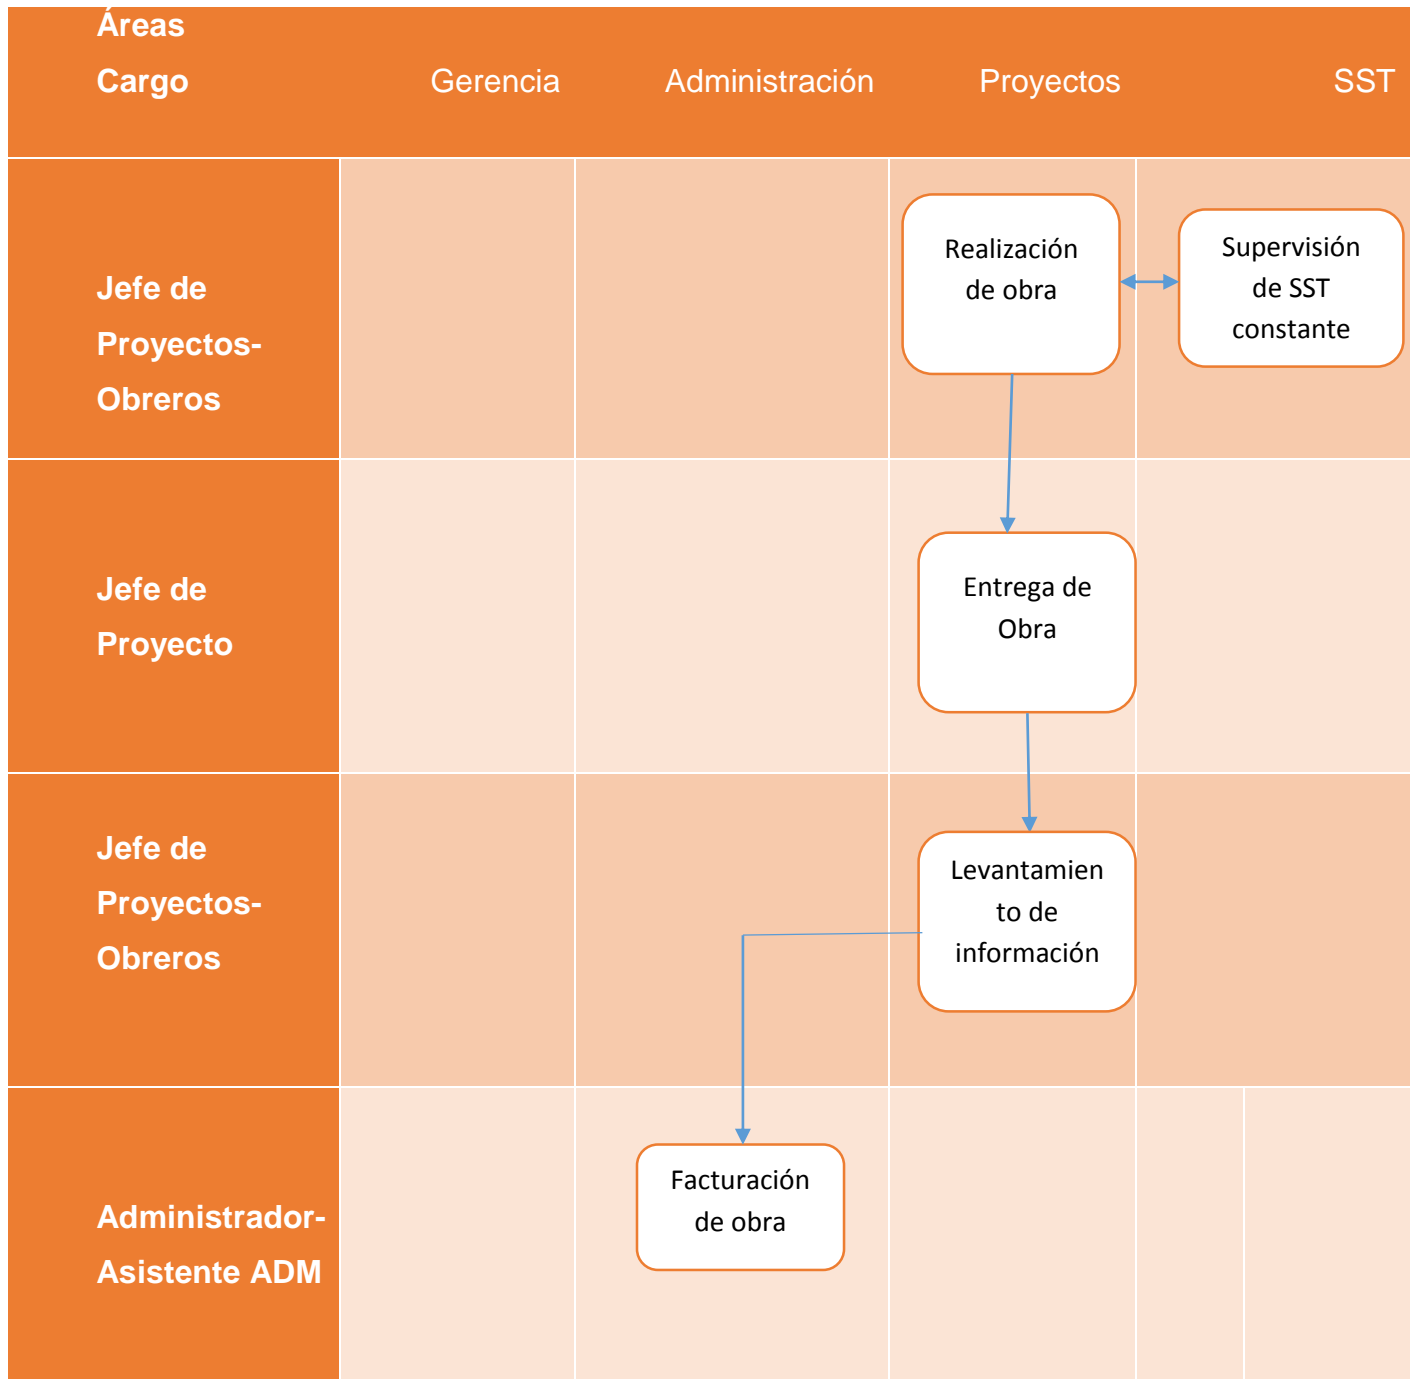 Áreas
Cargo
Gerencia
Administración
Proyectos
SST
Jefe de
Proyectos-
Obreros
Realización
de obra
Supervisión
de SST
constante
Jefe de
Proyecto
Entrega de
Obra
Jefe de
Proyectos-
Obreros
Levantamien
to de
información
Administrador-
Asistente ADM
Facturación
de obra